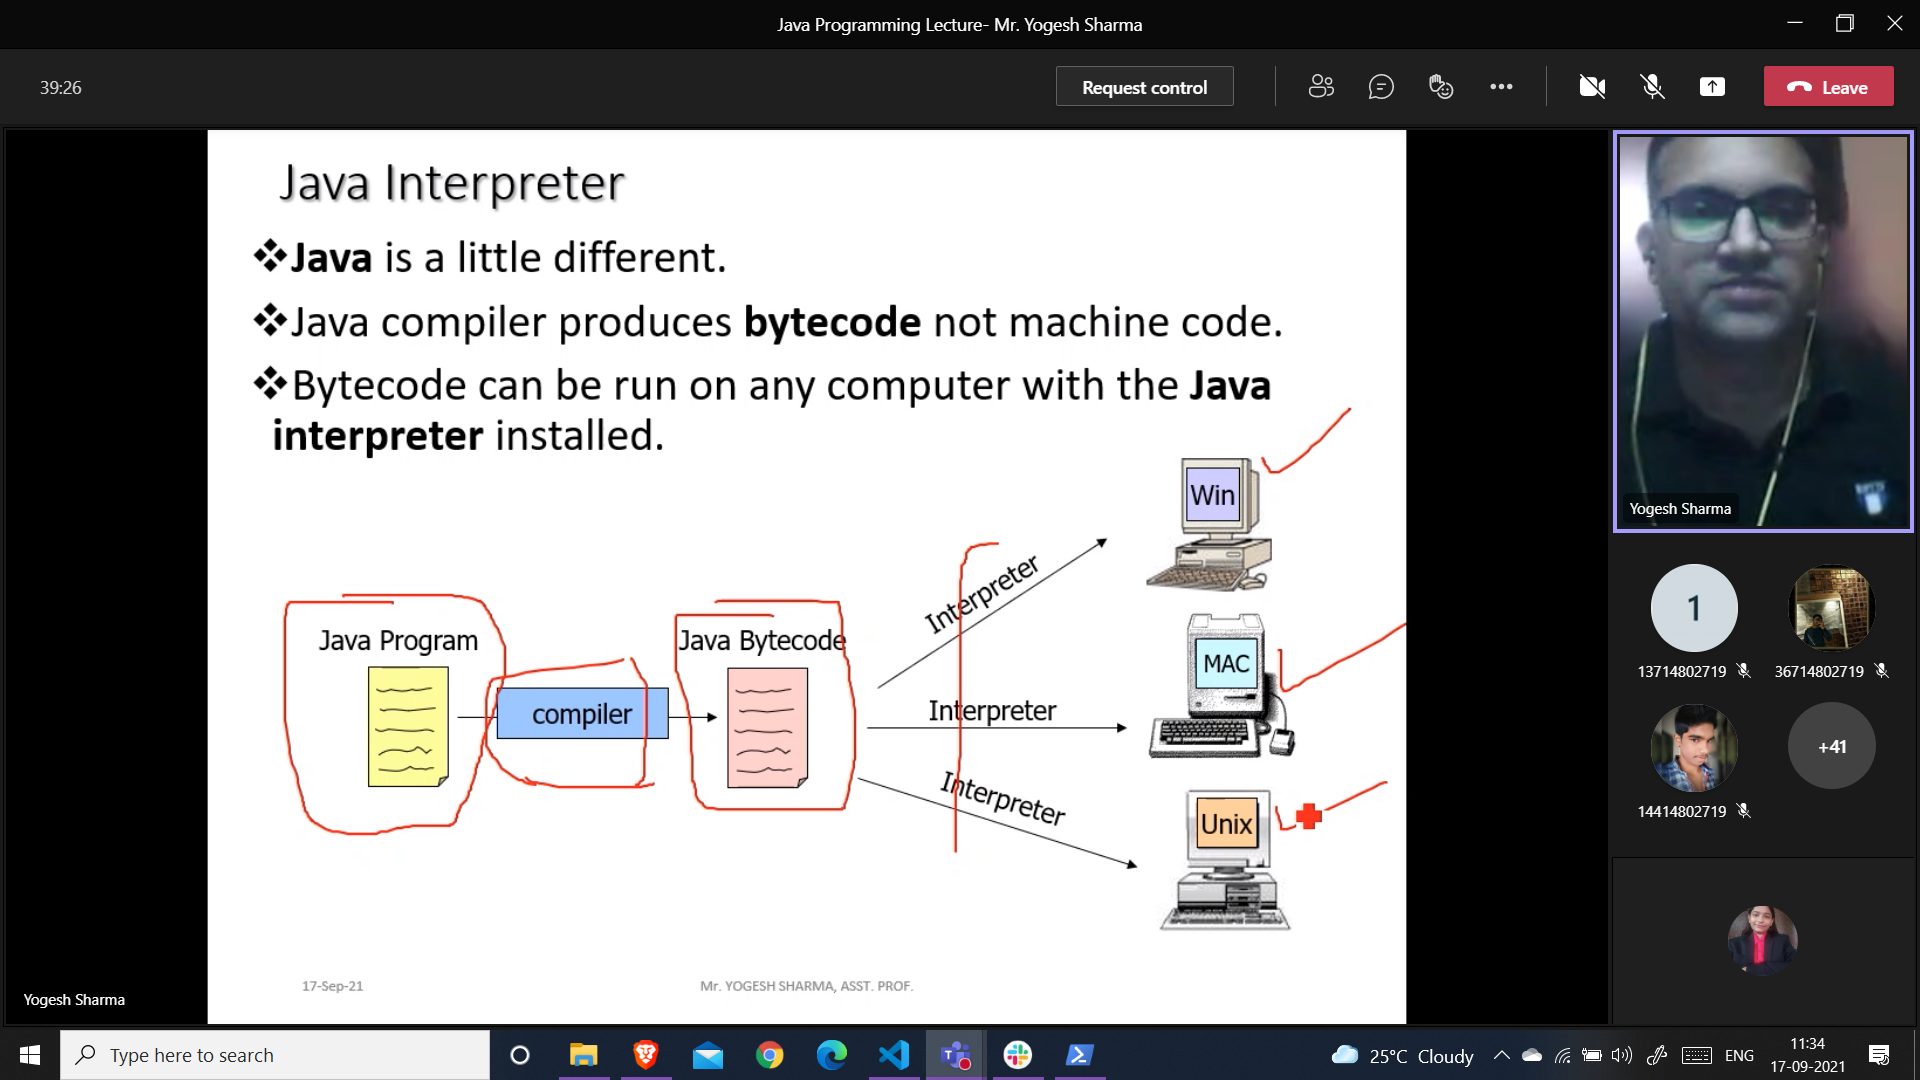 Java Programming Lecture- Mr. Yogesh Sharma
39:26
Request control
Leave
Java Interpreter
❖Java is a little different.
❖Java compiler produces bytecode not machine code.
❖Bytecode can be run on any computer with the Java
interpreter installed.
Java Program
compiler
Java Bytecode
Interpreter
Interpreter
Interpreter
Win
MAC
Unix
17-Sep-21
Mr. YOGESH SHARMA, ASST. PROF.
Yogesh Sharma
Yogesh Sharma
1
13714802719
36714802719
14414802719
+41
Type here to search
25°C Cloudy
ENG
11:34
17-09-2021